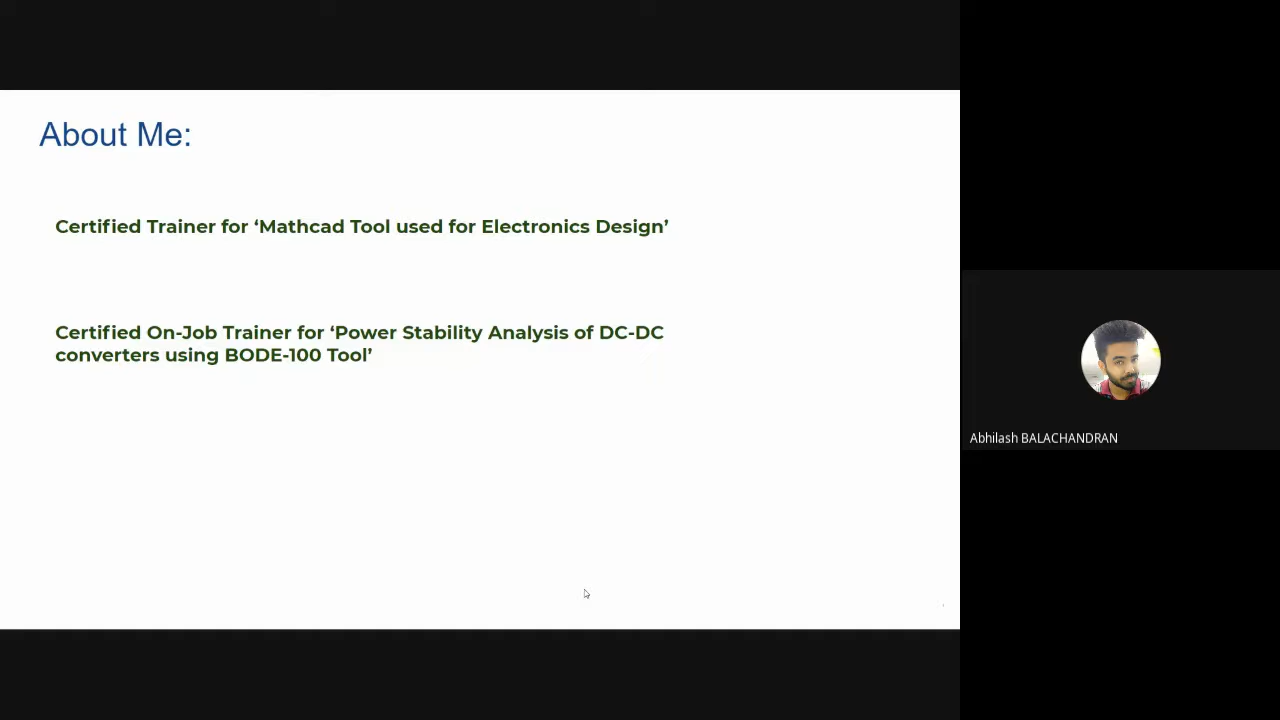 About Me:
Certified Trainer for ‘Mathcad Tool used for Electronics Design’
Certified On-Job Trainer for ‘Power Stability Analysis of DC-DC
converters using BODE-100 Tool’
Abhilash BALACHANDRAN